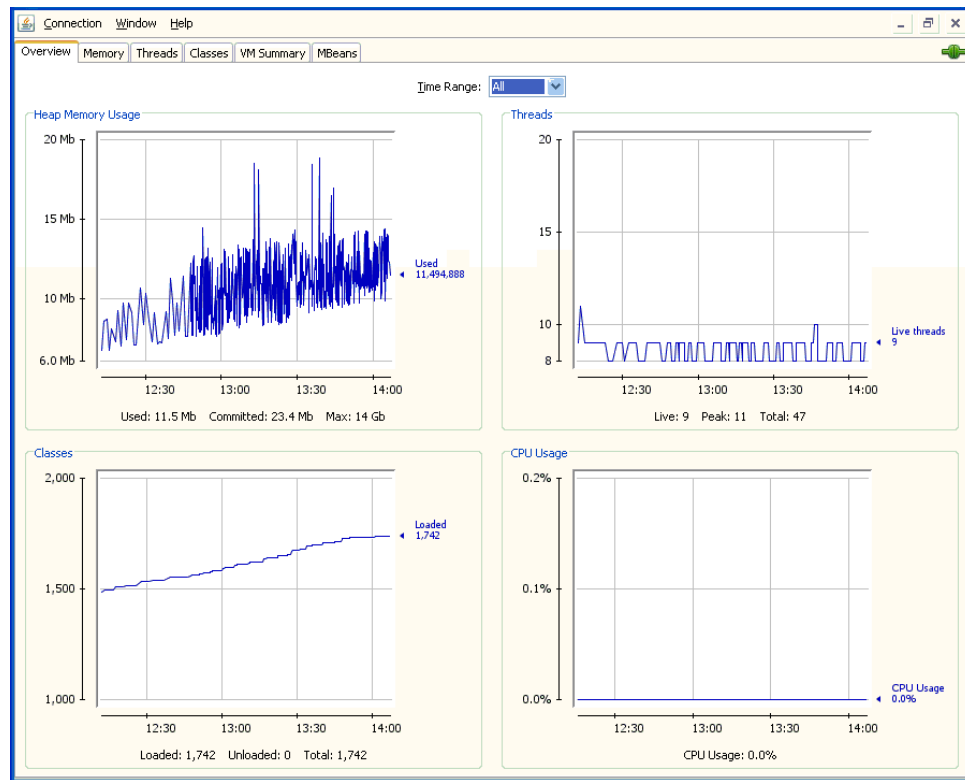 Connection Window Help
Overview Memory Threads Classes VM Summary MBeans
Time Range: All
Heap Memory Usage
20 Mb
15 Mb
10 Mb
6.0 Mb
Used
11,494,888
12:30 13:00 13:30 14:00
Used: 11.5 Mb Committed: 23.4 Mb Max: 14 Gb
Threads
20
15
10
8
Live threads
9
12:30 13:00 13:30 14:00
Live: 9 Peak: 11 Total: 47
Classes
2,000
1,500
1,000
Loaded
1,742
12:30 13:00 13:30 14:00
Loaded: 1,742 Unloaded: 0 Total: 1,742
CPU Usage
0.2%
0.1%
0.0%
CPU Usage
0.0%
12:30 13:00 13:30 14:00
CPU Usage: 0.0%